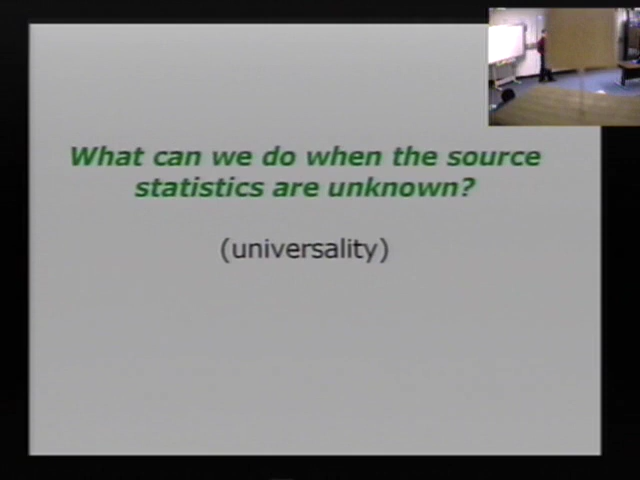 What can we do when the source
statistics are unknown?
(universality)